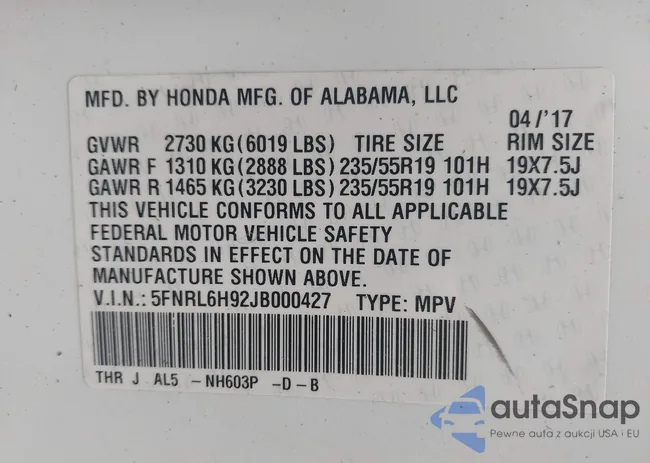 MFD. BY HONDA MFG. OF ALABAMA, LLC
04/'17
GVWR 2730 KG(6019 LBS) TIRE SIZE RIM SIZE
GAWR F 1310 KG(2888 LBS) 235/55R19 101H 19X7.5J
GAWR R 1465 KG(3230 LBS) 235/55R19 101H 19X7.5J
THIS VEHICLE CONFORMS TO ALL APPLICABLE
FEDERAL MOTOR VEHICLE SAFETY
STANDARDS IN EFFECT ON THE DATE OF
MANUFACTURE SHOWN ABOVE.
V.I.N.: 5FNRL6H92JB000427 TYPE: MPV
THR J AL5 -NH603P -D-B
autoSnap
Pewne auta z aukcji USA i EU